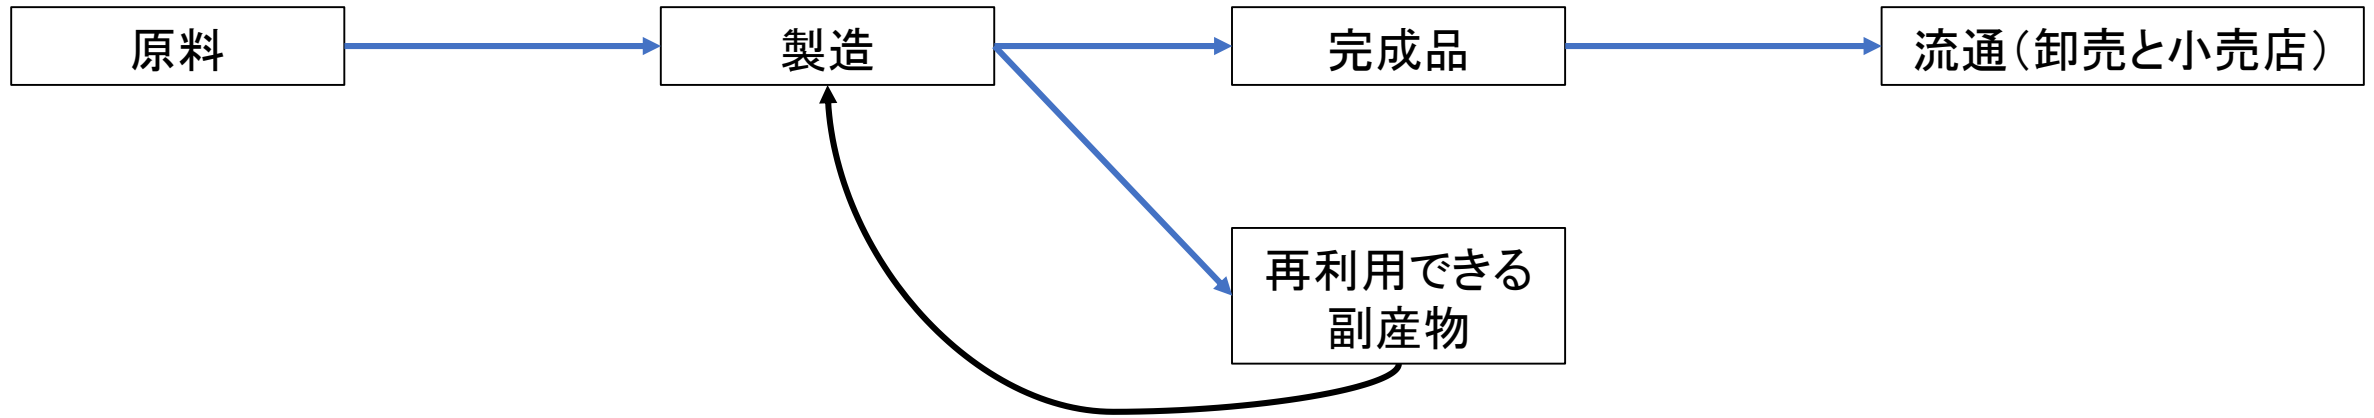 原料
製造
完成品
流通（卸売と小売店）
再利用できる
副産物